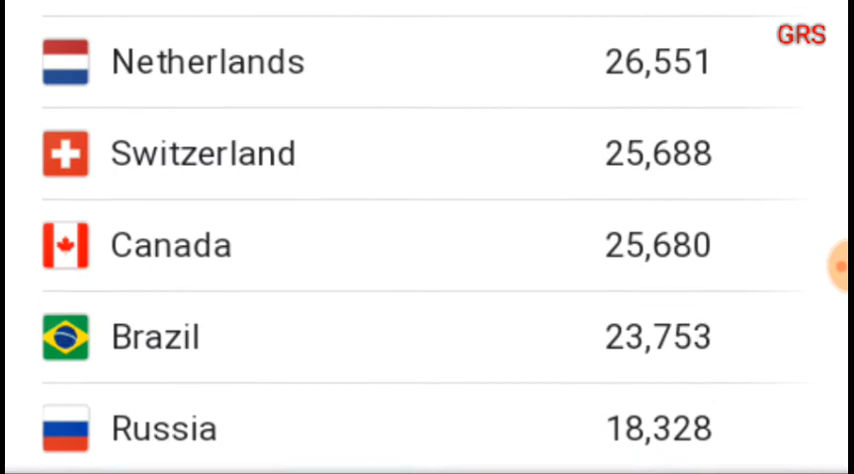 GRS
Netherlands 26,551
Switzerland 25,688
Canada 25,680
Brazil 23,753
Russia 18,328